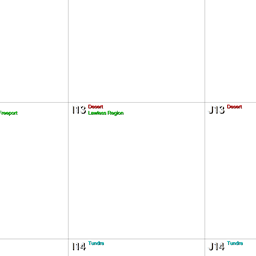 I13 Desert
J13 Desert
Freeport
Lawless Region
I14 Tundra
J14 Tundra